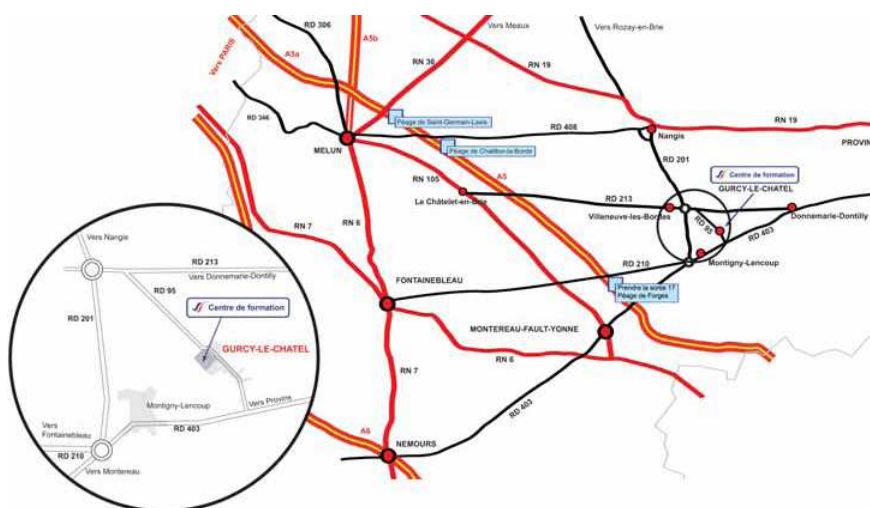 RD 306
A5b
Vers Meaux
Vers Rozay-en-Brie
Vers PARIS
A5a
RN 36
RN 19
RD 346
Péage de Saint-Germain-Laxis
RD 408
Nangis
RN 19
PROVIN
MELUN
Péage de Chatillon-la-Borde
RD 201
RN 105
A5
Centre de formation
GURCY-LE-CHATEL
Le Châtelet-en-Brie
RD 213
Villeneuve-les-Bordes
RD 95
Donnemarie-Dontilly
RD 403
RN 7
RN 6
RD 210
Montigny-Lencoup
FONTAINEBLEAU
Prendre la sortie 17
Péage de Forges
MONTEREAU-FAULT-YONNE
RN 6
RN 7
RD 403
A6
NEMOURS
Vers Nangis
RD 213
Vers Donnemarie-Dontilly
RD 95
RD 201
Centre de formation
GURCY-LE-CHATEL
Montigny-Lencoup
Vers Provins
Vers
Fontainebleau
RD 403
RD 210
Vers Montereau